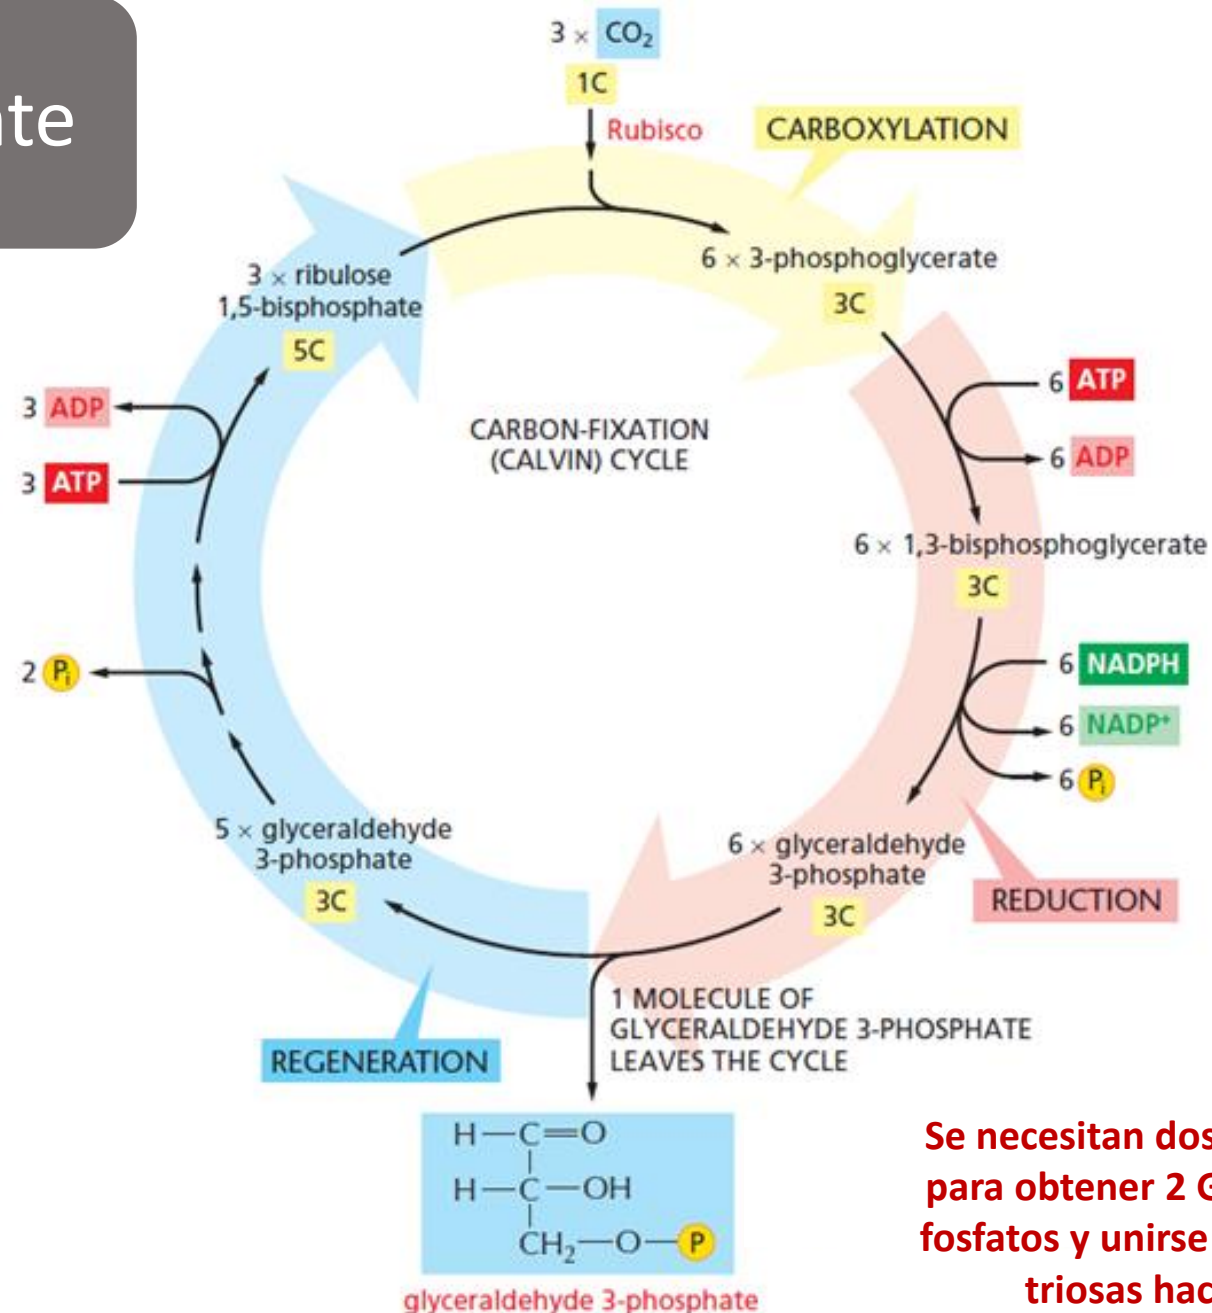 3 × CO₂
1C
Rubisco
CARBOXYLATION
3 × ribulose
1,5-bisphosphate
5C
6 × 3-phosphoglycerate
3C
6 ATP
6 ADP
3 ADP
3 ATP
CARBON-FIXATION
(CALVIN) CYCLE
6 × 1,3-bisphosphoglycerate
3C
6 NADPH
6 NADP⁺
6 Pᵢ
2 Pᵢ
5 × glyceraldehyde
3-phosphate
3C
6 × glyceraldehyde
3-phosphate
3C
REDUCTION
REGENERATION
1 MOLECULE OF
GLYCERALDEHYDE 3-PHOSPHATE
LEAVES THE CYCLE
H—C=O
H—C—OH
CH₂—O—P
glyceraldehyde 3-phosphate
Se necesitan dos
para obtener 2 G
fosfatos y unirse
triosas hac